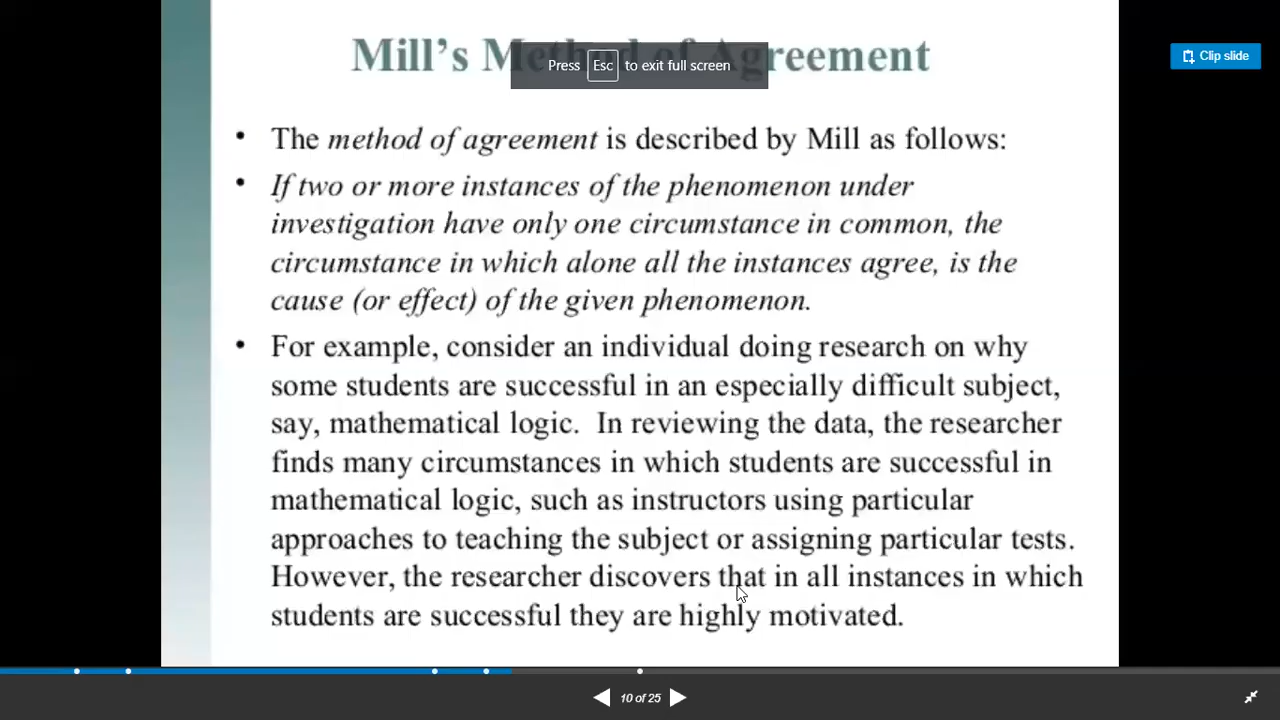 Mill's Method of Agreement
Press Esc to exit full screen
Clip slide
• The method of agreement is described by Mill as follows:
• If two or more instances of the phenomenon under
investigation have only one circumstance in common, the
circumstance in which alone all the instances agree, is the
cause (or effect) of the given phenomenon.
• For example, consider an individual doing research on why
some students are successful in an especially difficult subject,
say, mathematical logic.  In reviewing the data, the researcher
finds many circumstances in which students are successful in
mathematical logic, such as instructors using particular
approaches to teaching the subject or assigning particular tests.
However, the researcher discovers that in all instances in which
students are successful they are highly motivated.
10 of 25